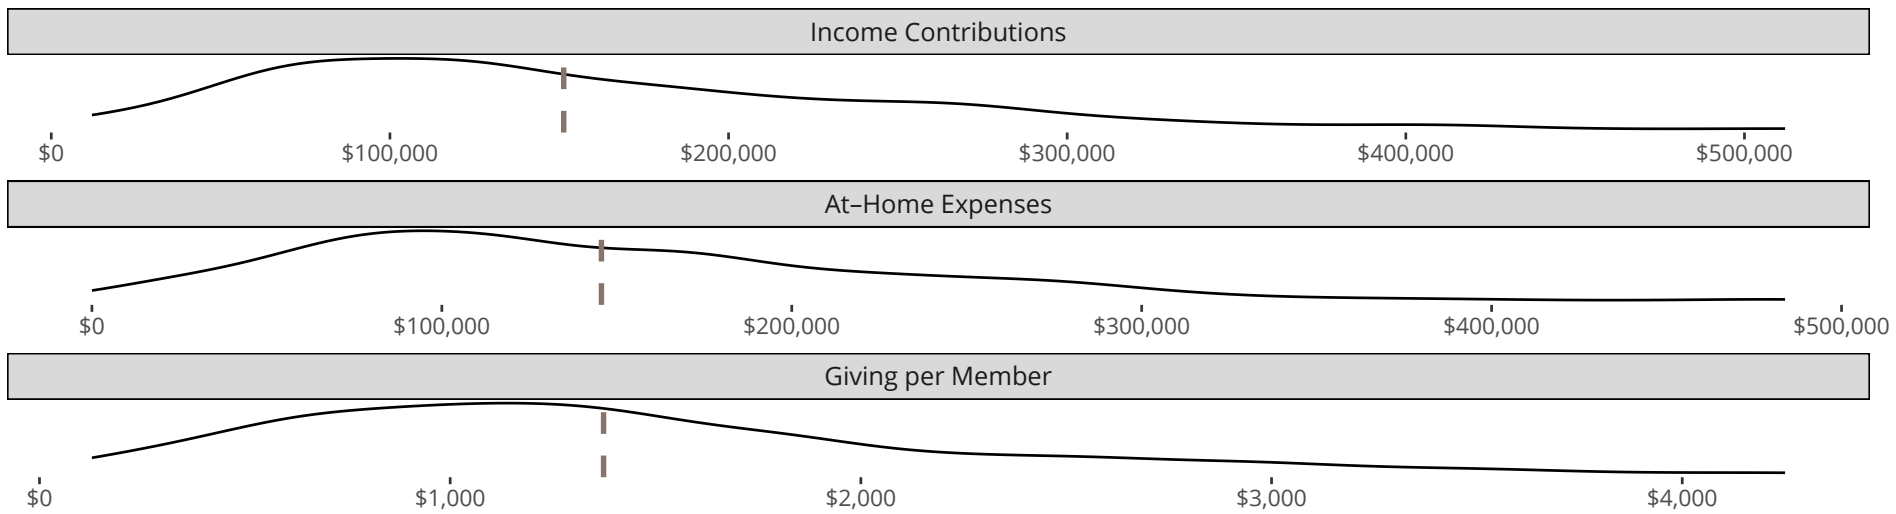 Income Contributions
$0 $100,000 $200,000 $300,000 $400,000 $500,000
At–Home Expenses
$0 $100,000 $200,000 $300,000 $400,000 $500,000
Giving per Member
$0 $1,000 $2,000 $3,000 $4,000